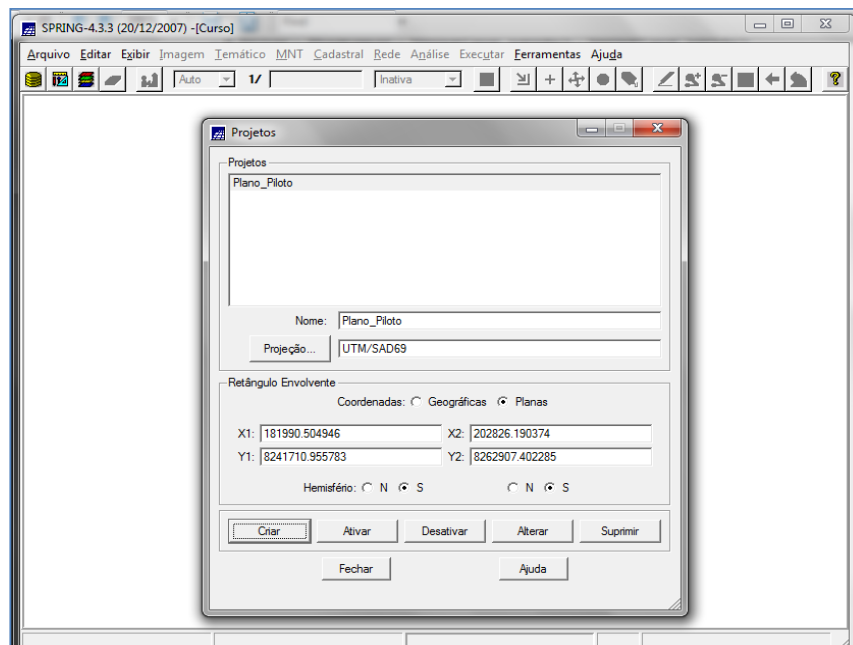 SPRING-4.3.3 (20/12/2007) -[Curso]
Arquivo Editar Exibir Imagem Temático MNT Cadastral Rede Análise Executar Ferramentas Ajuda
Auto 1/ Inativa ?
Projetos
Projetos
Plano_Piloto
Nome: Plano_Piloto
Projeção... UTM/SAD69
Retângulo Envolvente
Coordenadas: Geográficas Planas
X1: 181990.504946 X2: 202826.190374
Y1: 8241710.955783 Y2: 8262907.402285
Hemisfério: N S N S
Criar Ativar Desativar Alterar Suprimir
Fechar Ajuda